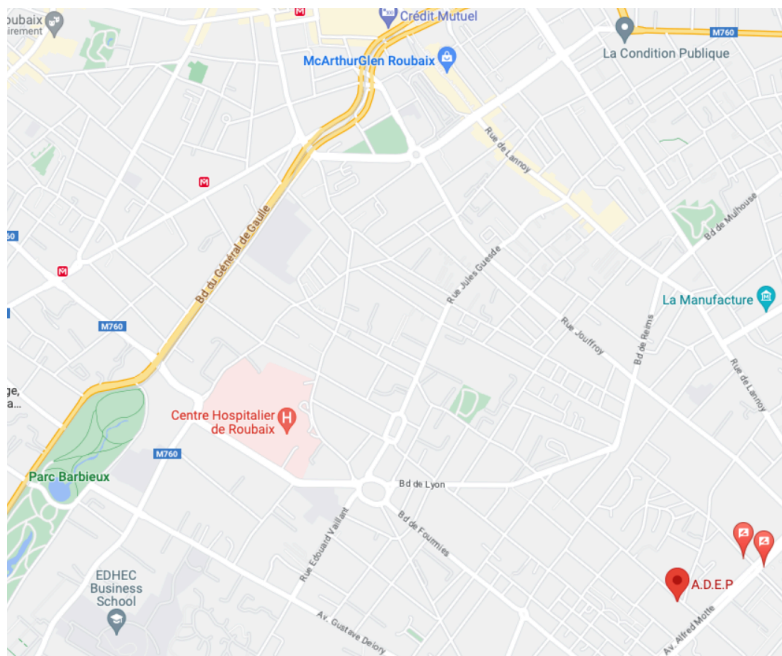 oubaix
airement
Crédit Mutuel
M760
La Condition Publique
McArthurGlen Roubaix
Rue de Lannoy
Bd de Mulhouse
Bd du Général de Gaulle
60
Rue Jules Guesde
La Manufacture
M760
Rue Jouffroy
Bd de Reims
Rue de Lannoy
ge,
a...
Centre Hospitalier
de Roubaix
H
M760
Parc Barbieux
Bd de Lyon
Bd de Fourmies
Rue Edouard Vaillant
EDHEC
Business
School
A.D.E.P
Av. Gustave Delory
Av. Alfred Motte